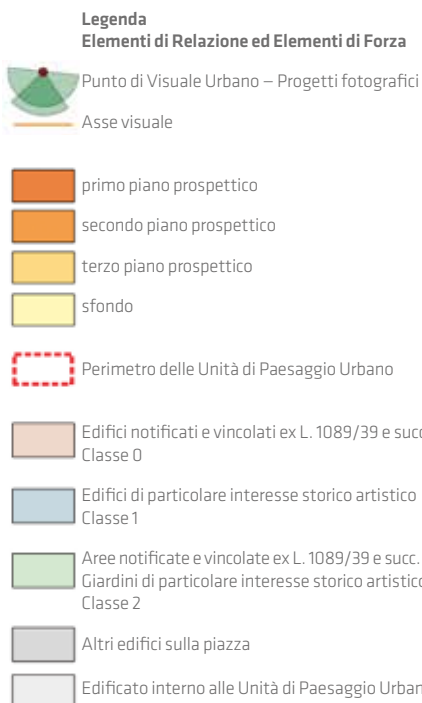 Legenda
Elementi di Relazione ed Elementi di Forza
Punto di Visuale Urbano – Progetti fotografici
Asse visuale
primo piano prospettico
secondo piano prospettico
terzo piano prospettico
sfondo
Perimetro delle Unità di Paesaggio Urbano
Edifici notificati e vincolati ex L. 1089/39 e succ
Classe 0
Edifici di particolare interesse storico artistico
Classe 1
Aree notificate e vincolate ex L. 1089/39 e succ.
Giardini di particolare interesse storico artistico
Classe 2
Altri edifici sulla piazza
Edificato interno alle Unità di Paesaggio Urban